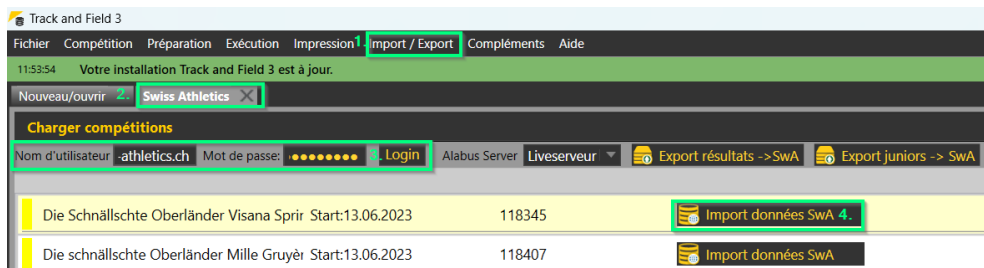 Track and Field 3
Fichier Compétition Préparation Exécution Impression 1. Import / Export Compléments Aide
11:53:54 Votre installation Track and Field 3 est à jour.
Nouveau/ouvrir 2. Swiss Athletics
Charger compétitions
Nom d'utilisateur -athletics.ch Mot de passe: 3. Login Alabus Server Liveserveur Export résultats ->SwA Export juniors -> SwA
Die Schnällschte Oberländer Visana Sprir Start:13.06.2023 118345 Import données SwA 4.
Die schnällschte Oberländer Mille Gruyèr Start:13.06.2023 118407 Import données SwA